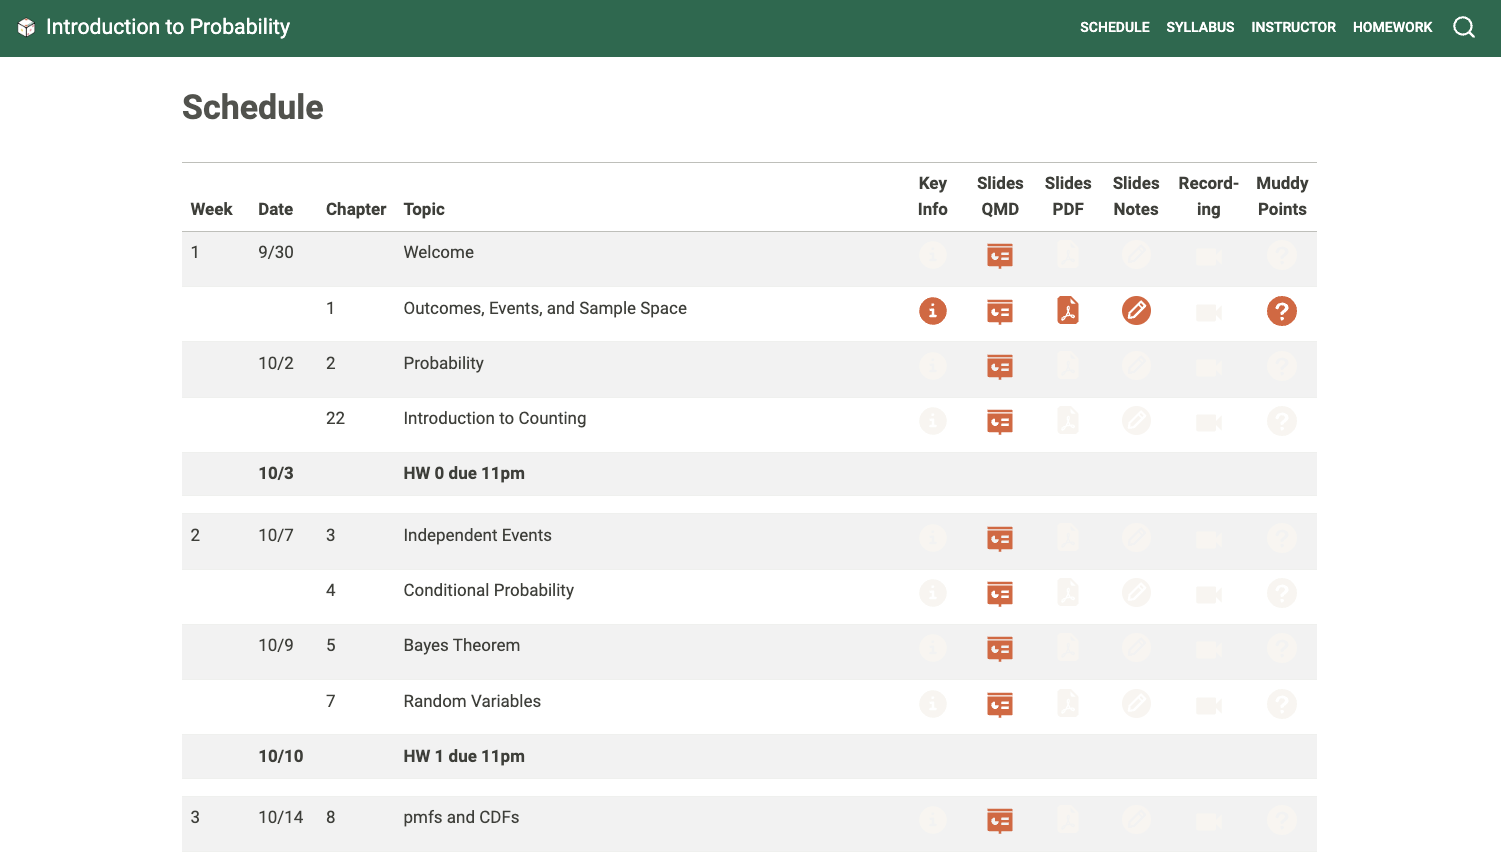 Introduction to Probability SCHEDULE SYLLABUS INSTRUCTOR HOMEWORK
Schedule
Key Slides Slides Slides Record- Muddy
Week Date Chapter Topic Info QMD PDF Notes ing Points
1 9/30 Welcome
1 Outcomes, Events, and Sample Space
10/2 2 Probability
22 Introduction to Counting
10/3 HW 0 due 11pm
2 10/7 3 Independent Events
4 Conditional Probability
10/9 5 Bayes Theorem
7 Random Variables
10/10 HW 1 due 11pm
3 10/14 8 pmfs and CDFs